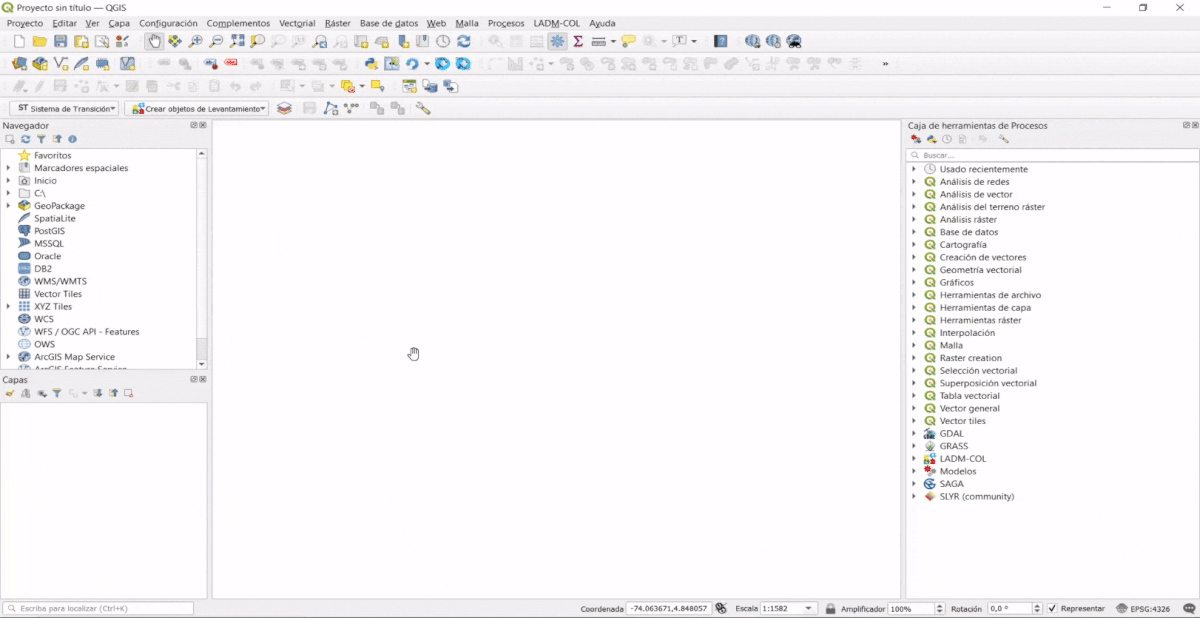 Proyecto sin título — QGIS
Proyecto Editar Ver Capa Configuración Complementos Vectorial Ráster Base de datos Web Malla Procesos LADM-COL Ayuda
ST Sistema de Transición Crear objetos de Levantamiento
Navegador
Favoritos
Marcadores espaciales
Inicio
C:\
GeoPackage
SpatiaLite
PostGIS
MSSQL
Oracle
DB2
WMS/WMTS
Vector Tiles
XYZ Tiles
WCS
WFS / OGC API - Features
OWS
ArcGIS Map Service
ArcGIS Feature Service
Capas
Caja de herramientas de Procesos
Buscar...
Usado recientemente
Análisis de redes
Análisis de vector
Análisis del terreno ráster
Análisis ráster
Base de datos
Cartografía
Creación de vectores
Geometría vectorial
Gráficos
Herramientas de archivo
Herramientas de capa
Herramientas ráster
Interpolación
Malla
Raster creation
Selección vectorial
Superposición vectorial
Tabla vectorial
Vector general
Vector tiles
GDAL
GRASS
LADM-COL
Modelos
SAGA
SLYR (community)
Escriba para localizar (Ctrl+K) Coordenada -74.063671,4.848057 Escala 1:1582 Amplificador 100% Rotación 0,0 ° Representar EPSG:4326